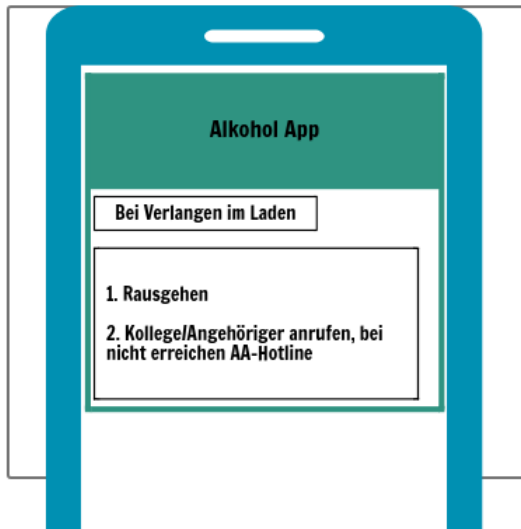 Alkohol App
Bei Verlangen im Laden
1. Rausgehen
2. Kollege/Angehöriger anrufen, bei
nicht erreichen AA-Hotline